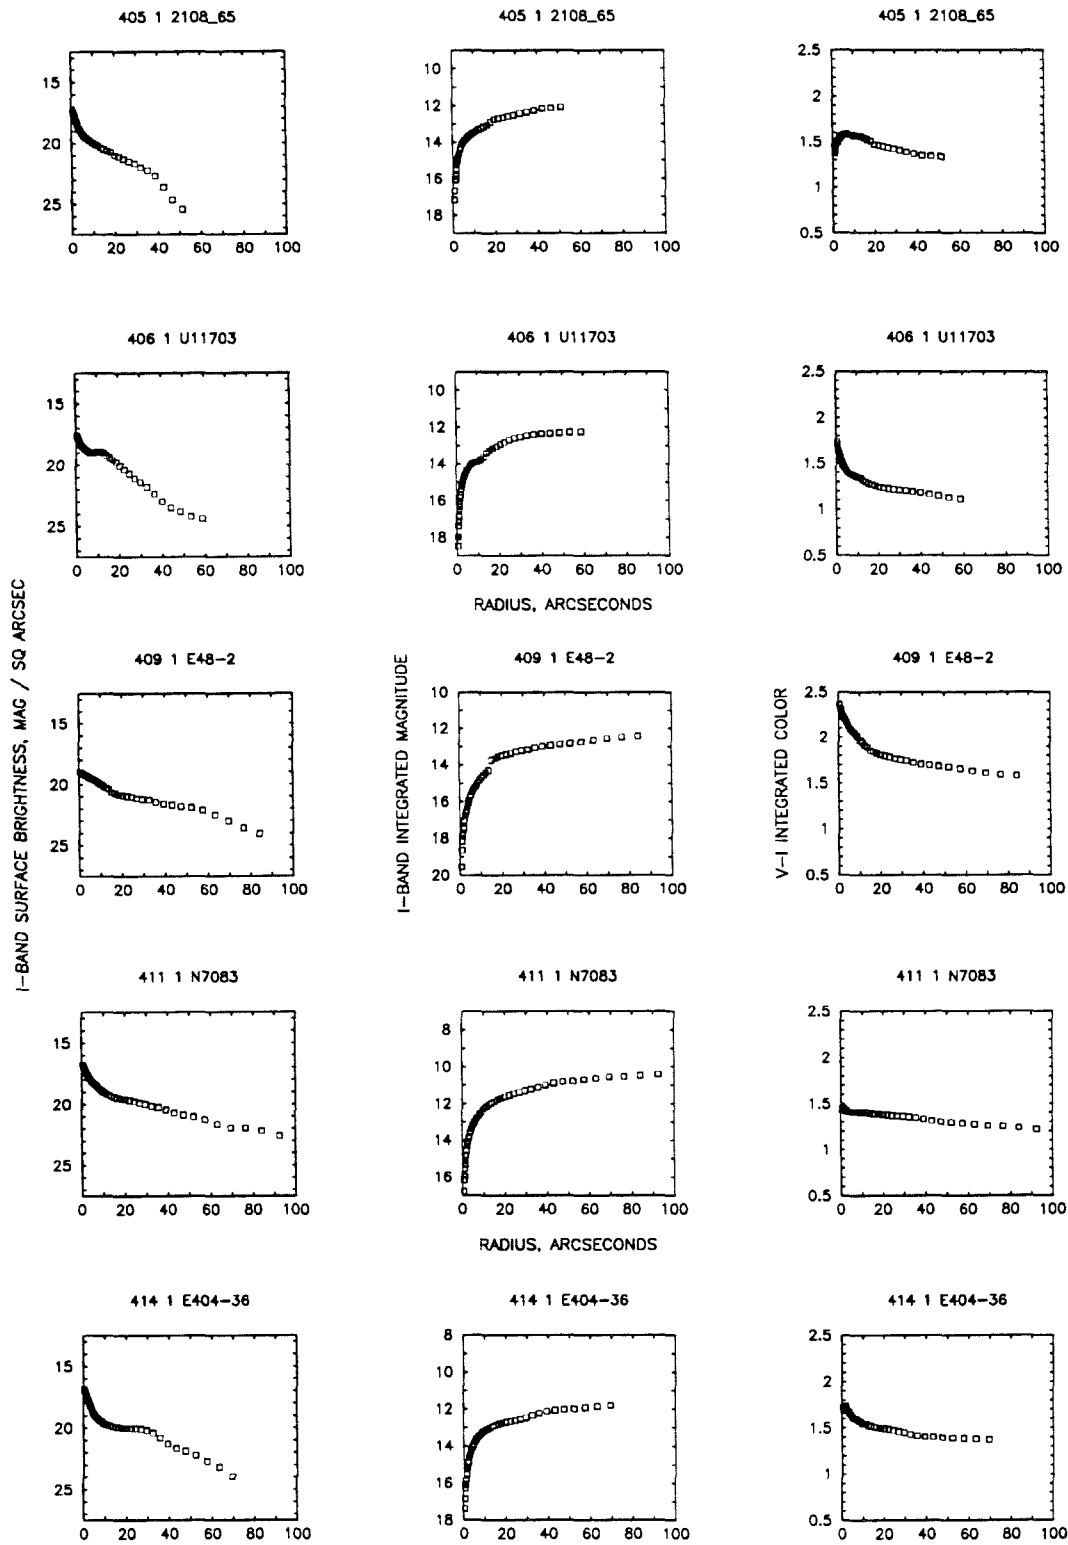 405 1 2108_65 405 1 2108_65 405 1 2108_65
15 10 2.5
20 12 2
25 14 1.5
16 1
18 0.5
0 20 40 60 80 100 0 20 40 60 80 100 0 20 40 60 80 100
406 1 U11703 406 1 U11703 406 1 U11703
15 10 2.5
20 12 2
25 14 1.5
16 1
18 0.5
0 20 40 60 80 100 0 20 40 60 80 100 0 20 40 60 80 100
RADIUS, ARCSECONDS
I-BAND SURFACE BRIGHTNESS, MAG / SQ ARCSEC
I-BAND INTEGRATED MAGNITUDE
V-I INTEGRATED COLOR
409 1 E48-2 409 1 E48-2 409 1 E48-2
15 10 2.5
20 12 2
25 14 1.5
16 1
18 0.5
20
0 20 40 60 80 100 0 20 40 60 80 100 0 20 40 60 80 100
411 1 N7083 411 1 N7083 411 1 N7083
15 8 2.5
20 10 2
25 12 1.5
14 1
16 0.5
0 20 40 60 80 100 0 20 40 60 80 100 0 20 40 60 80 100
RADIUS, ARCSECONDS
414 1 E404-36 414 1 E404-36 414 1 E404-36
15 8 2.5
20 10 2
25 12 1.5
14 1
16 0.5
18
0 20 40 60 80 100 0 20 40 60 80 100 0 20 40 60 80 100